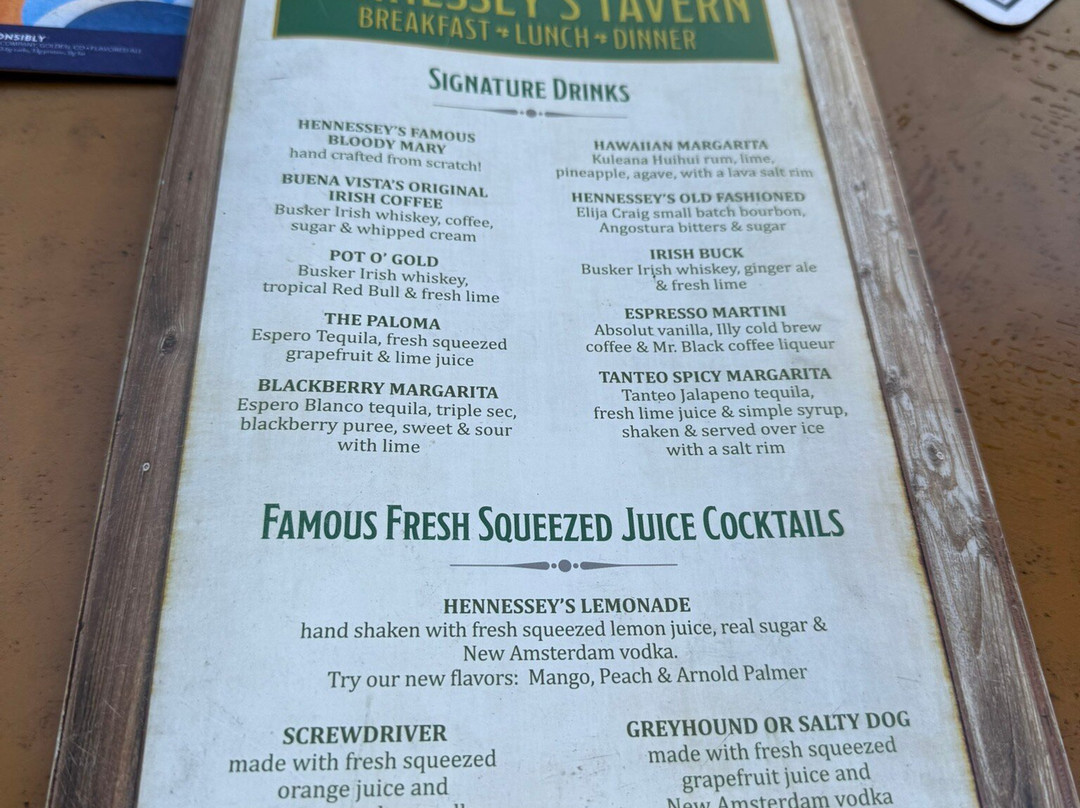 ONSIBLY
TAVERN
BREAKFAST LUNCH DINNER
SIGNATURE DRINKS
HENNESSEY'S FAMOUS
BLOODY MARY
hand crafted from scratch!
BUENA VISTA'S ORIGINAL
IRISH COFFEE
Busker Irish whiskey, coffee,
sugar & whipped cream
POT O' GOLD
Busker Irish whiskey,
tropical Red Bull & fresh lime
THE PALOMA
Espero Tequila, fresh squeezed
grapefruit & lime juice
BLACKBERRY MARGARITA
Espero Blanco tequila, triple sec,
blackberry puree, sweet & sour
with lime
HAWAIIAN MARGARITA
Kuleana Huihui rum, lime,
pineapple, agave, with a lava salt rim
HENNESSEY'S OLD FASHIONED
Elija Craig small batch bourbon,
Angostura bitters & sugar
IRISH BUCK
Busker Irish whiskey, ginger ale
& fresh lime
ESPRESSO MARTINI
Absolut vanilla, Illy cold brew
coffee & Mr. Black coffee liqueur
TANTEO SPICY MARGARITA
Tanteo Jalapeno tequila,
fresh lime juice & simple syrup,
shaken & served over ice
with a salt rim
FAMOUS FRESH SQUEEZED JUICE COCKTAILS
HENNESSEY'S LEMONADE
hand shaken with fresh squeezed lemon juice, real sugar &
New Amsterdam vodka.
Try our new flavors: Mango, Peach & Arnold Palmer
SCREWDRIVER
made with fresh squeezed
orange juice and
GREYHOUND OR SALTY DOG
made with fresh squeezed
grapefruit juice and
New Amsterdam vodka